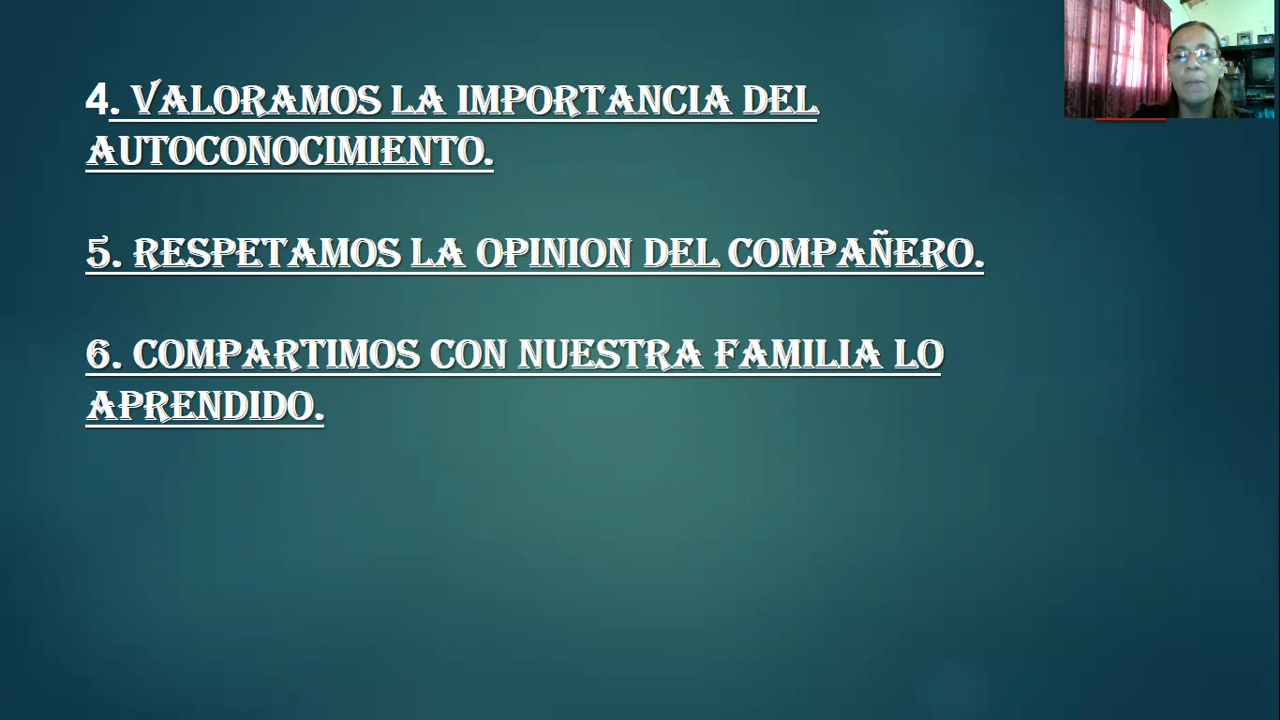 4. VALORAMOS LA IMPORTANCIA DEL
AUTOCONOCIMIENTO.
5. RESPETAMOS LA OPINION DEL COMPAÑERO.
6. COMPARTIMOS CON NUESTRA FAMILIA LO
APRENDIDO.